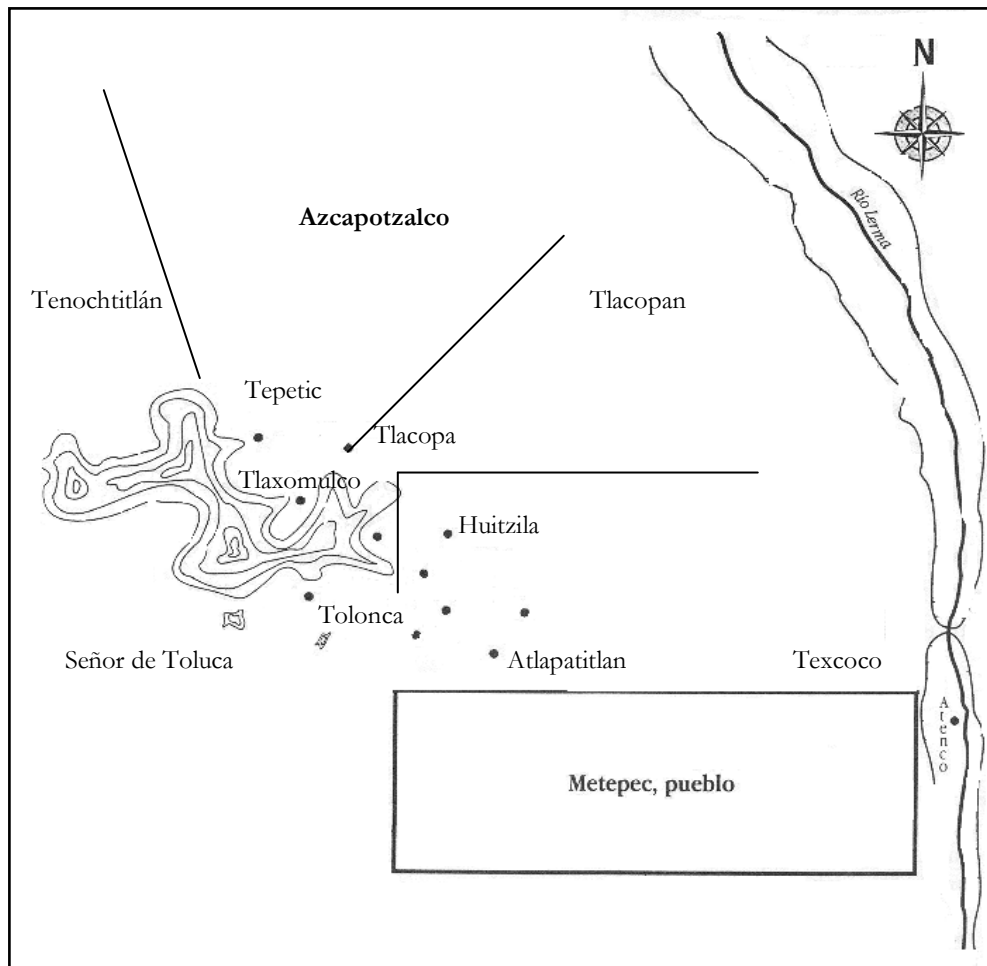 N
Río Lerma
Azcapotzalco
Tenochtitlán
Tlacopan
Tepetic
Tlacopa
Tlaxomulco
Huitzila
Tolonca
Señor de Toluca
Atlapatitlan
Texcoco
Atenco
Metepec, pueblo